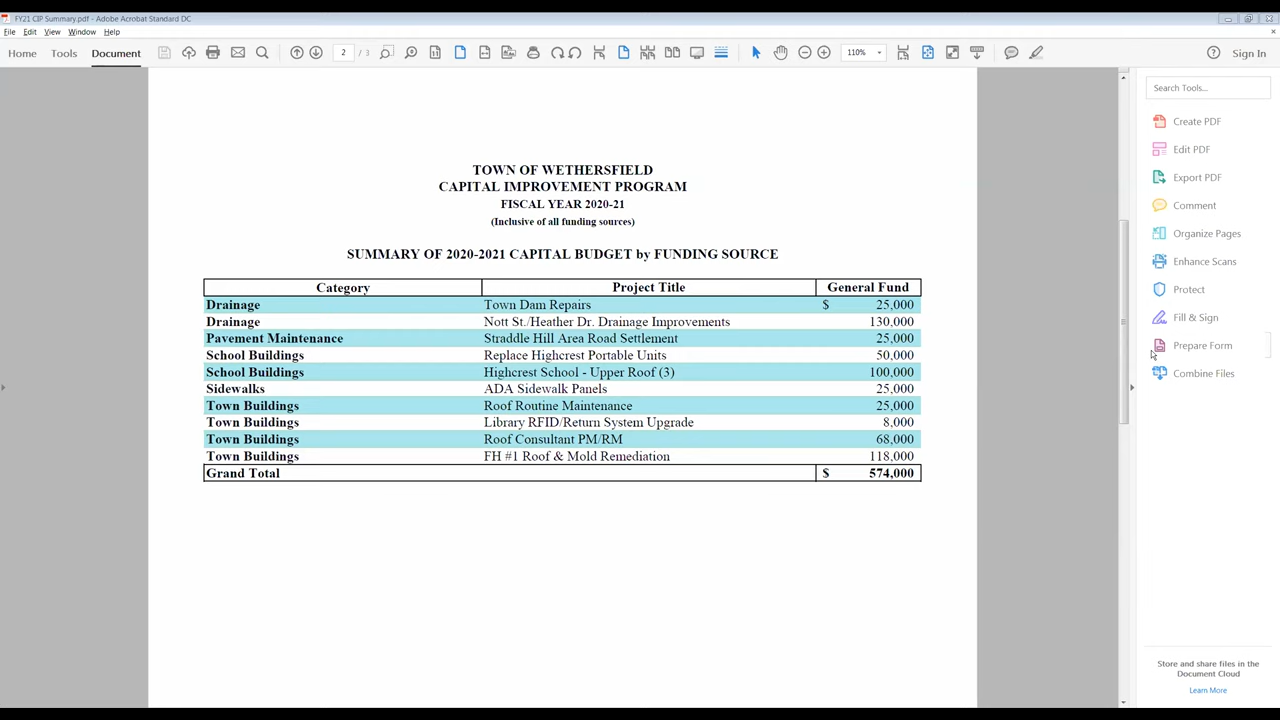 FY21 CIP Summary.pdf - Adobe Acrobat Standard DC
File Edit View Window Help
Home Tools Document 2 / 3 110% Sign In
Search Tools...
Create PDF
Edit PDF
Export PDF
Comment
Organize Pages
Enhance Scans
Protect
Fill & Sign
Prepare Form
Combine Files
Store and share files in the
Document Cloud
Learn More
TOWN OF WETHERSFIELD
CAPITAL IMPROVEMENT PROGRAM
FISCAL YEAR 2020-21
(Inclusive of all funding sources)
SUMMARY OF 2020-2021 CAPITAL BUDGET by FUNDING SOURCE
Category Project Title General Fund
Drainage Town Dam Repairs $ 25,000
Drainage Nott St./Heather Dr. Drainage Improvements 130,000
Pavement Maintenance Straddle Hill Area Road Settlement 25,000
School Buildings Replace Highcrest Portable Units 50,000
School Buildings Highcrest School - Upper Roof (3) 100,000
Sidewalks ADA Sidewalk Panels 25,000
Town Buildings Roof Routine Maintenance 25,000
Town Buildings Library RFID/Return System Upgrade 8,000
Town Buildings Roof Consultant PM/RM 68,000
Town Buildings FH #1 Roof & Mold Remediation 118,000
Grand Total $ 574,000